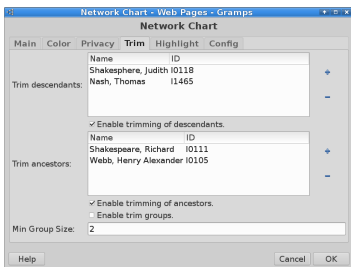 Network Chart - Web Pages - Gramps
Network Chart
Main Color Privacy Trim Highlight Config
Name ID
Shakesphere, Judith I0118
Nash, Thomas I1465
Trim descendants:
Enable trimming of descendants.
Name ID
Shakespeare, Richard I0111
Webb, Henry Alexander I0105
Trim ancestors:
Enable trimming of ancestors.
Enable trim groups.
Min Group Size: 2
Help Cancel OK